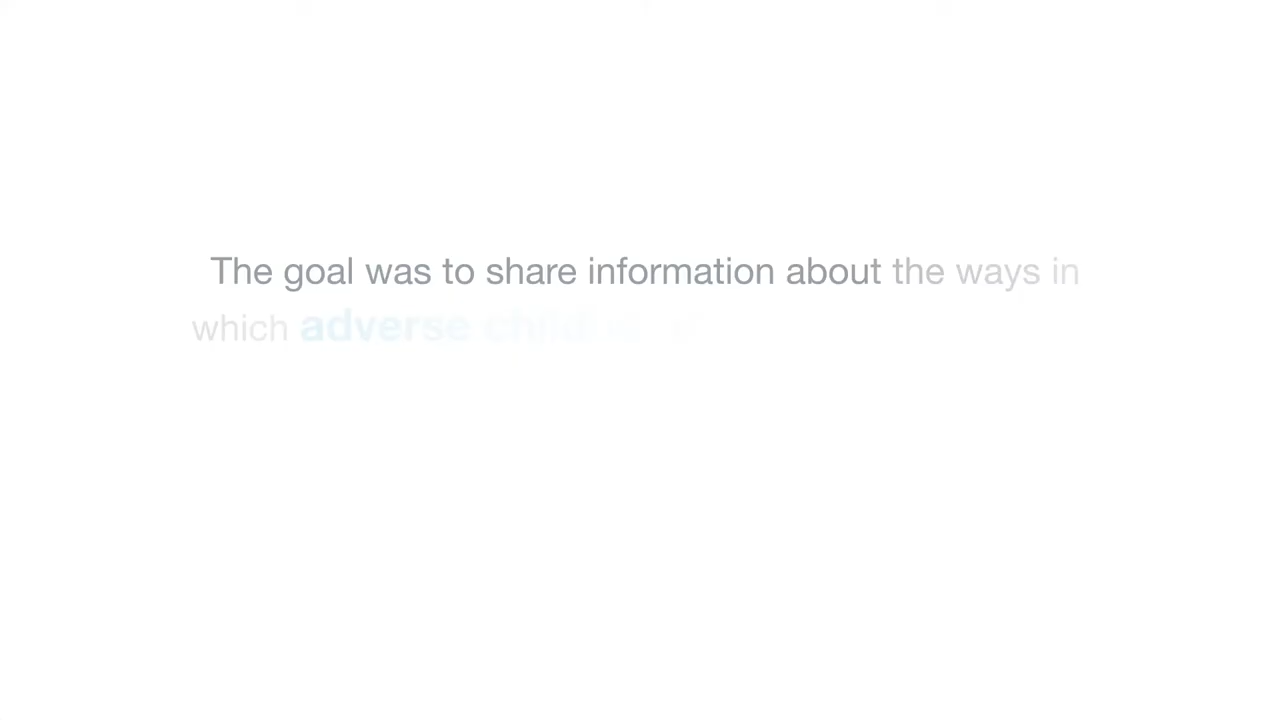 The goal was to share information about the ways in
which adverse